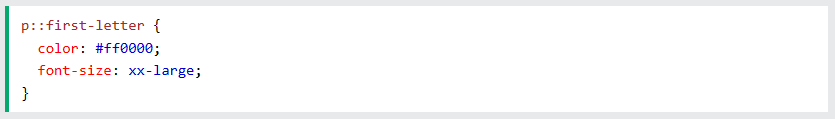 p::first-letter {
  color: #ff0000;
  font-size: xx-large;
}